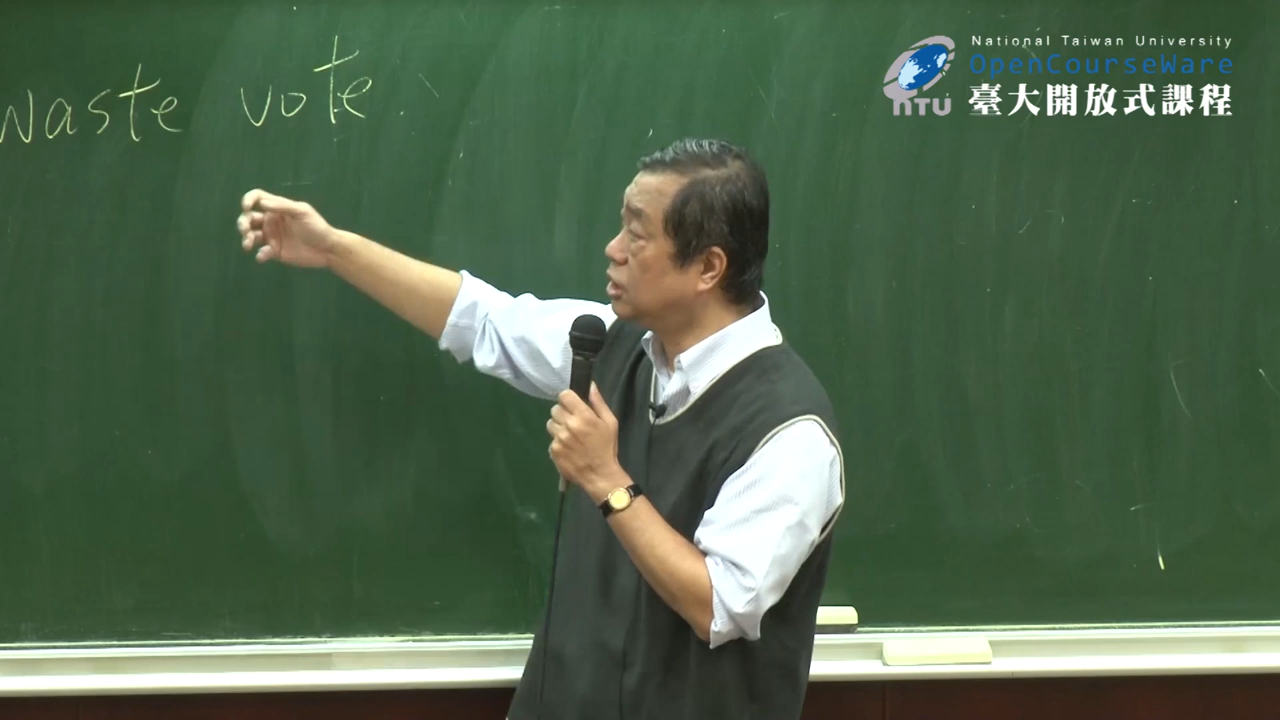 waste vote
National Taiwan University
OpenCourseWare
NTU 臺大開放式課程